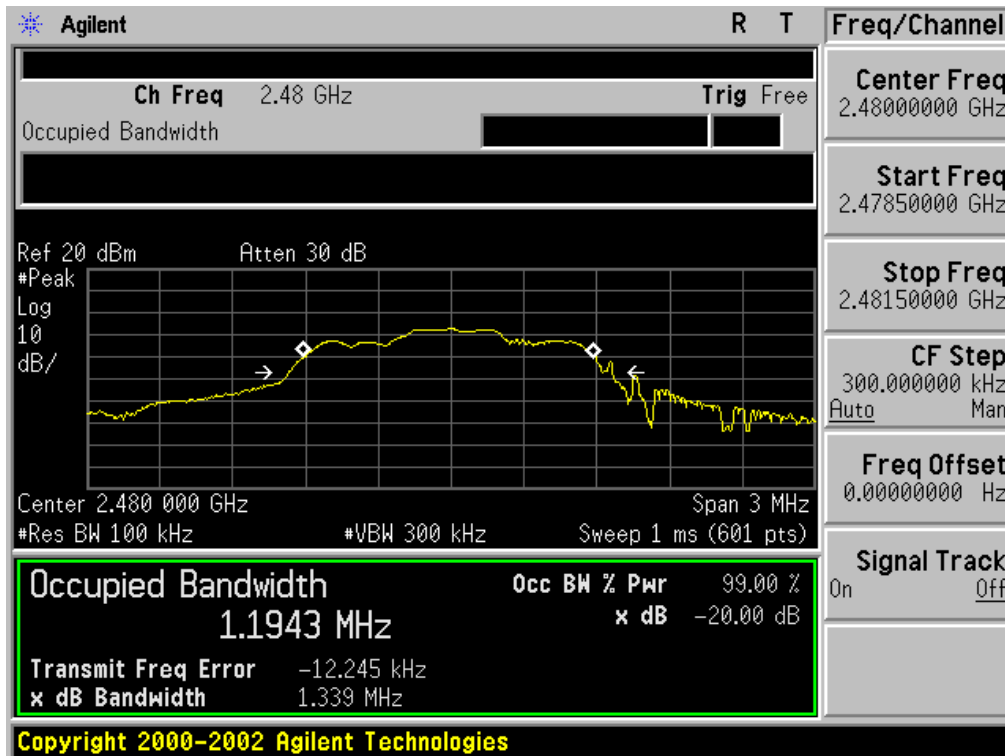 Agilent R T
Ch Freq 2.48 GHz Trig Free
Occupied Bandwidth
Ref 20 dBm Atten 30 dB
#Peak
Log
10
dB/
Center 2.480 000 GHz Span 3 MHz
#Res BW 100 kHz #VBW 300 kHz Sweep 1 ms (601 pts)
Occupied Bandwidth
1.1943 MHz
Occ BW % Pwr 99.00 %
x dB -20.00 dB
Transmit Freq Error -12.245 kHz
x dB Bandwidth 1.339 MHz
Copyright 2000-2002 Agilent Technologies
Freq/Channel
Center Freq
2.48000000 GHz
Start Freq
2.47850000 GHz
Stop Freq
2.48150000 GHz
CF Step
300.000000 kHz
Auto Man
Freq Offset
0.00000000 Hz
Signal Track
On Off